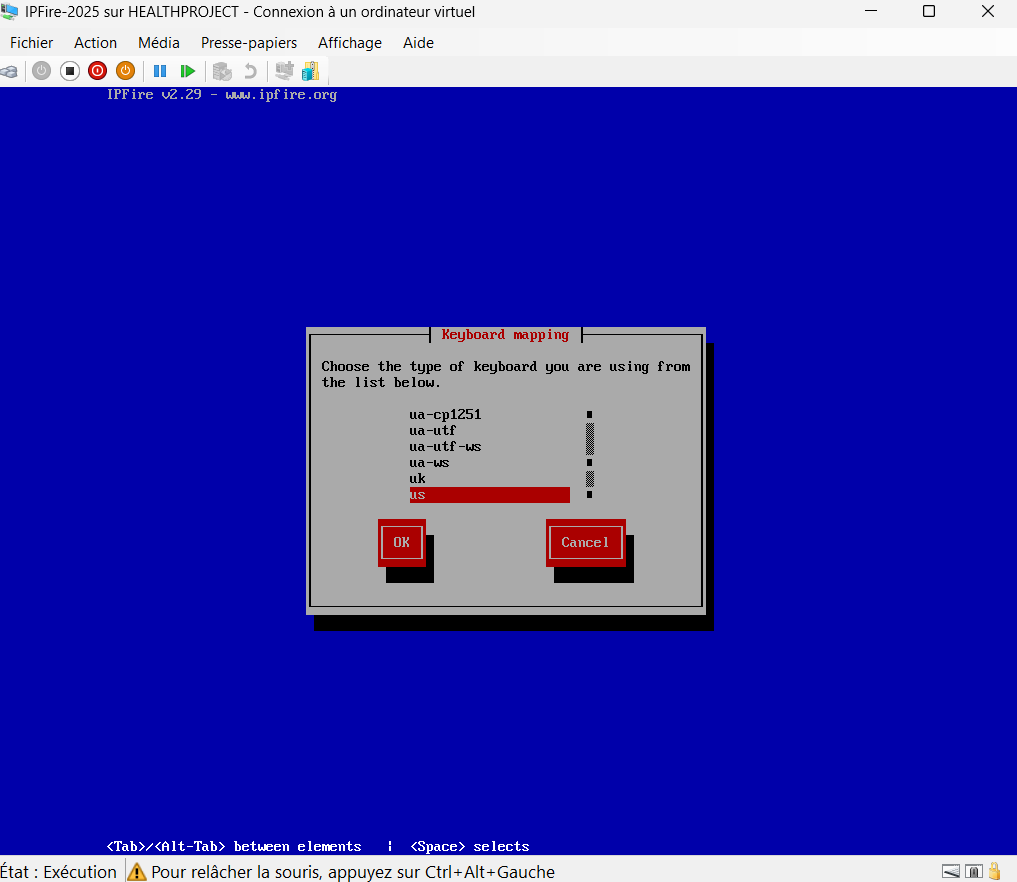 IPFire-2025 sur HEALTHPROJECT - Connexion à un ordinateur virtuel
Fichier Action Média Presse-papiers Affichage Aide
IPFire v2.29 - www.ipfire.org
Keyboard mapping
Choose the type of keyboard you are using from
the list below.
ua-cp1251
ua-utf
ua-utf-ws
ua-ws
uk
us
OK Cancel
<Tab>/<Alt-Tab> between elements | <Space> selects
État : Exécution Pour relâcher la souris, appuyez sur Ctrl+Alt+Gauche